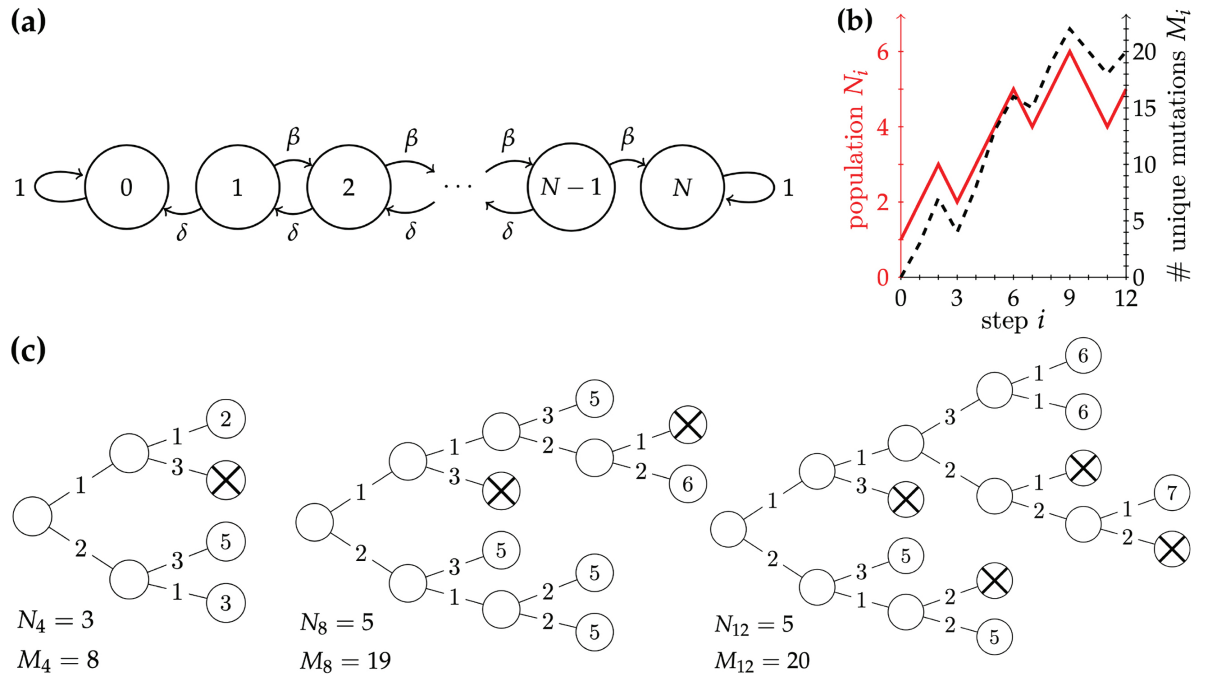 (a)
β β β β
1 0 1 2 ··· N − 1 N 1
δ δ δ δ δ
(b)
population N_i
6
4
2
0
# unique mutations M_i
20
15
10
5
0
0 3 6 9 12
step i
(c)
1 2
1 3
2 3 5
1 3
N_4 = 3
M_4 = 8
3 5
1 2 1
1 3 2 6
2 3 5
1 2 5
2 5
N_8 = 5
M_8 = 19
1 6
3 1 6
1 2 1
1 3 2 1 7
2
2 3 5
1 2
2 5
N_12 = 5
M_12 = 20